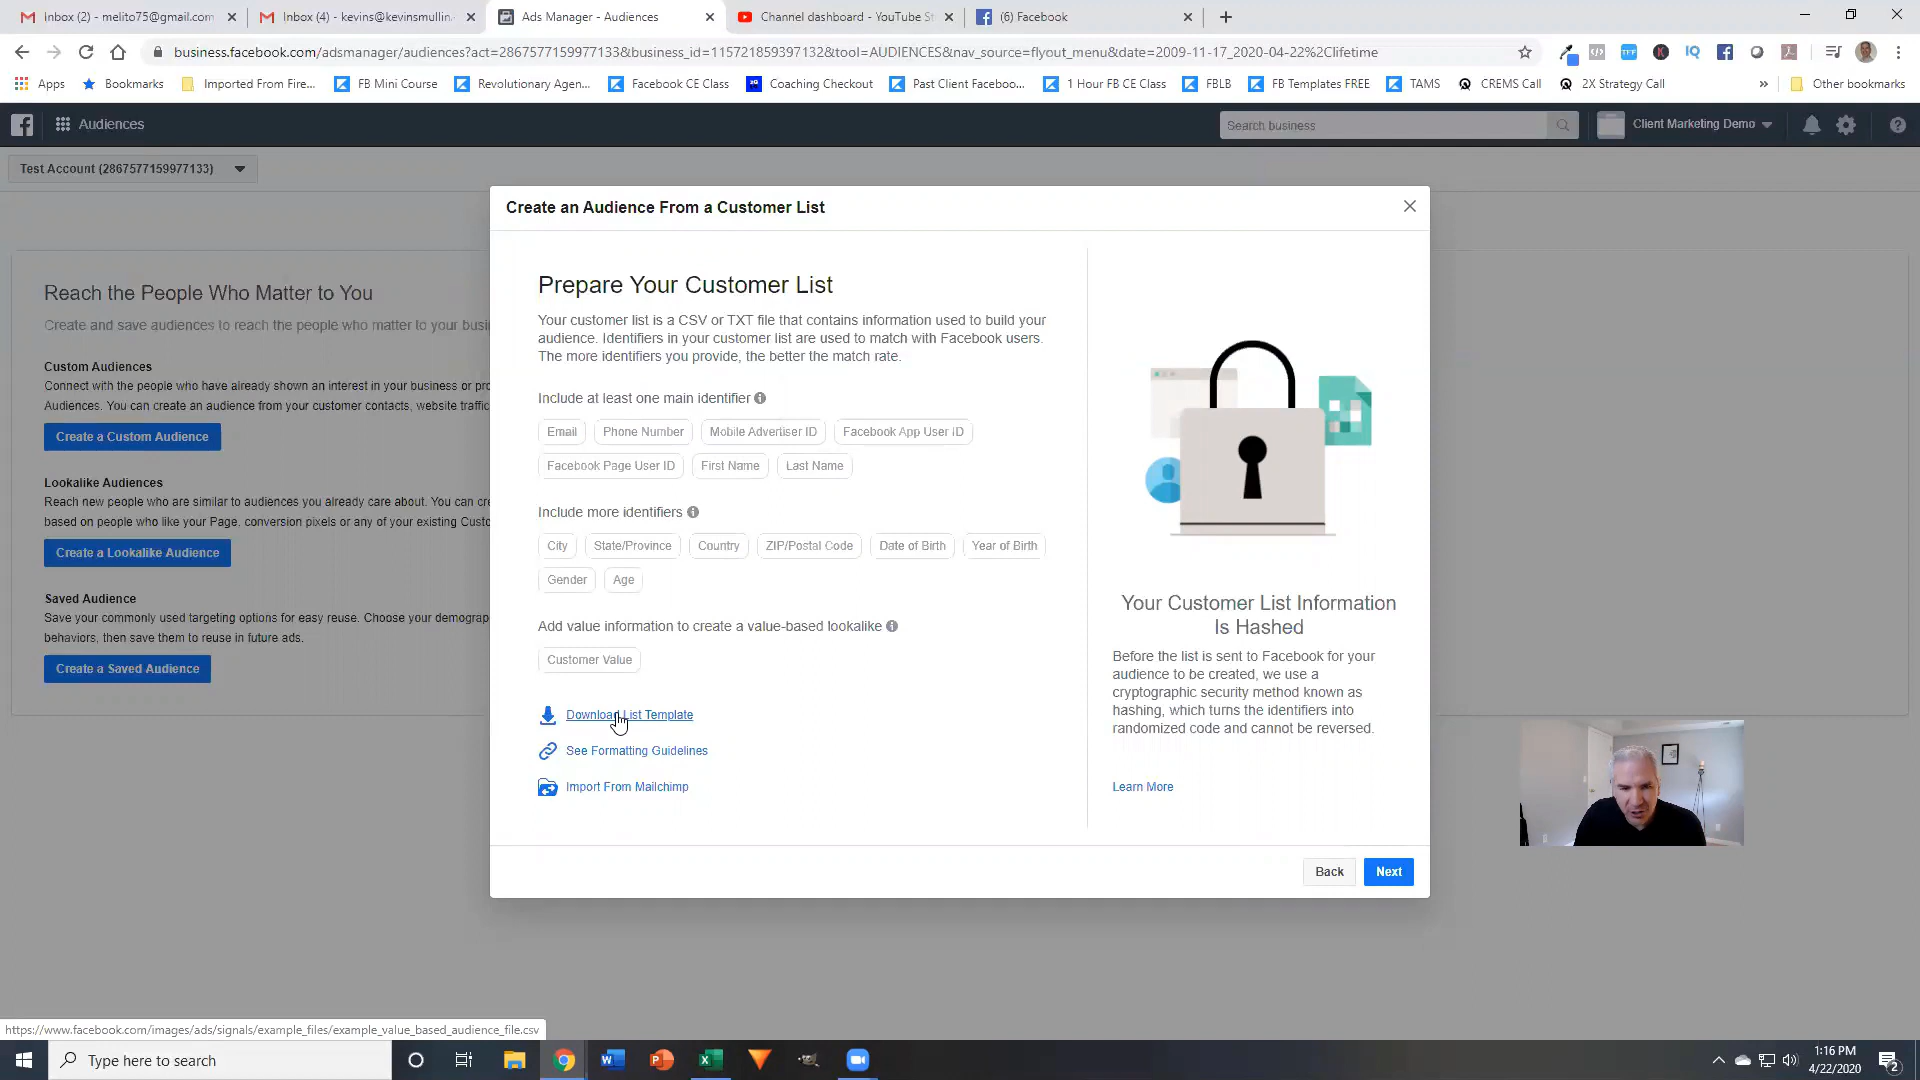 Inbox (2) - melito75@gmail.com
Inbox (4) - kevins@kevinsmullin.
Ads Manager - Audiences
Channel dashboard - YouTube St
(6) Facebook
business.facebook.com/adsmanager/audiences?act=2867577159977133&business_id=115721859397132&tool=AUDIENCES&nav_source=flyout_menu&date=2009-11-17_2020-04-22%2Clifetime
Apps
Bookmarks
Imported From Fire...
FB Mini Course
Revolutionary Agen...
Facebook CE Class
Coaching Checkout
Past Client Faceboo...
1 Hour FB CE Class
FBLB
FB Templates FREE
TAMS
CREMS Call
2X Strategy Call
Other bookmarks
Audiences
Search business
Client Marketing Demo
Test Account (2867577159977133)
Reach the People Who Matter to You
Create and save audiences to reach the people who matter to your busi
Custom Audiences
Connect with the people who have already shown an interest in your business or pro
Audiences. You can create an audience from your customer contacts, website traffic
Create a Custom Audience
Lookalike Audiences
Reach new people who are similar to audiences you already care about. You can cre
based on people who like your Page, conversion pixels or any of your existing Custo
Create a Lookalike Audience
Saved Audience
Save your commonly used targeting options for easy reuse. Choose your demograp
behaviors, then save them to reuse in future ads.
Create a Saved Audience
Create an Audience From a Customer List
Prepare Your Customer List
Your customer list is a CSV or TXT file that contains information used to build your
audience. Identifiers in your customer list are used to match with Facebook users.
The more identifiers you provide, the better the match rate.
Include at least one main identifier
Email
Phone Number
Mobile Advertiser ID
Facebook App User ID
Facebook Page User ID
First Name
Last Name
Include more identifiers
City
State/Province
Country
ZIP/Postal Code
Date of Birth
Year of Birth
Gender
Age
Add value information to create a value-based lookalike
Customer Value
Download List Template
See Formatting Guidelines
Import From Mailchimp
Your Customer List Information
Is Hashed
Before the list is sent to Facebook for your
audience to be created, we use a
cryptographic security method known as
hashing, which turns the identifiers into
randomized code and cannot be reversed.
Learn More
Back
Next
https://www.facebook.com/images/ads/signals/example_files/example_value_based_audience_file.csv
Type here to search
1:16 PM
4/22/2020
2